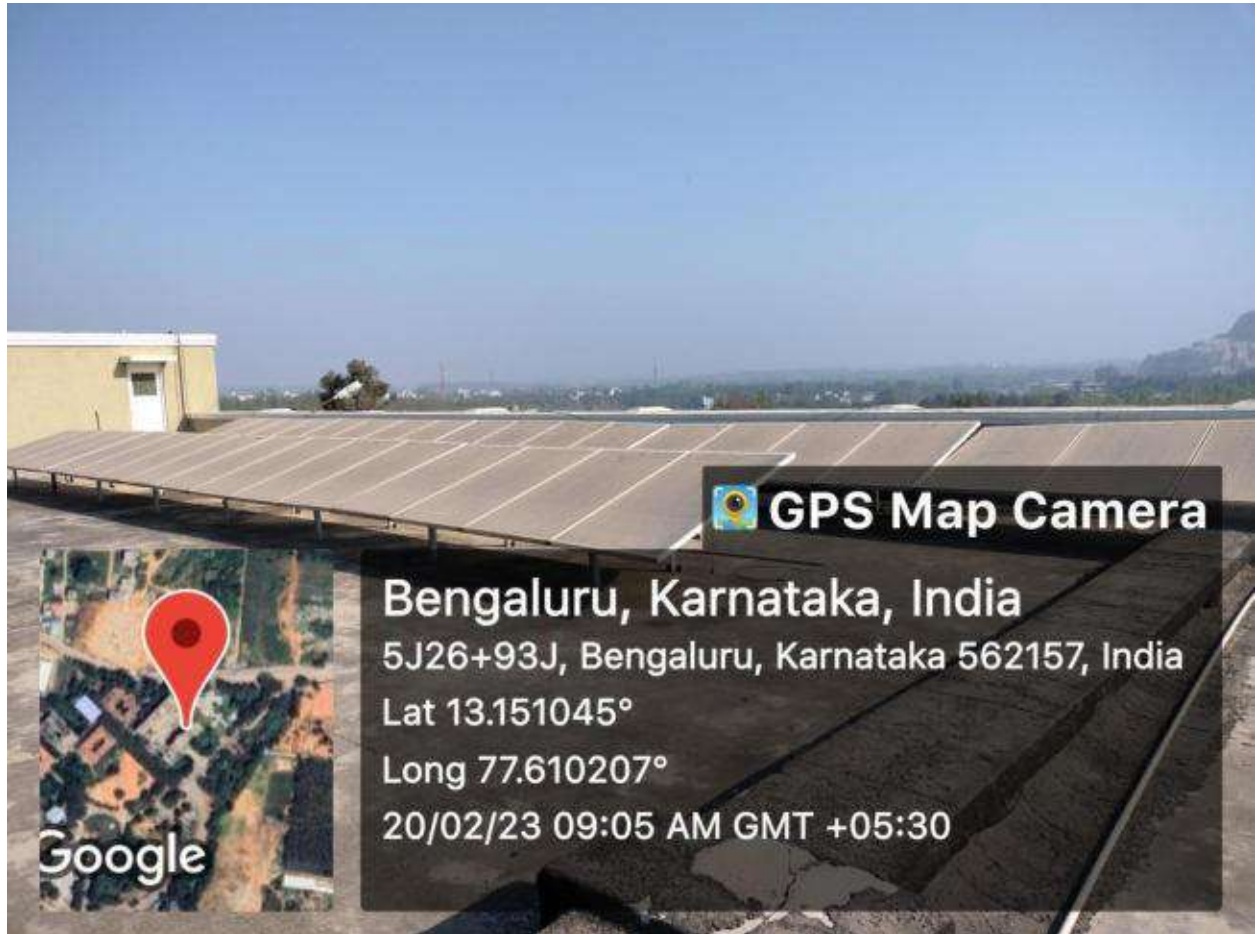 GPS Map Camera
Bengaluru, Karnataka, India
5J26+93J, Bengaluru, Karnataka 562157, India
Lat 13.151045°
Long 77.610207°
20/02/23 09:05 AM GMT +05:30
Google